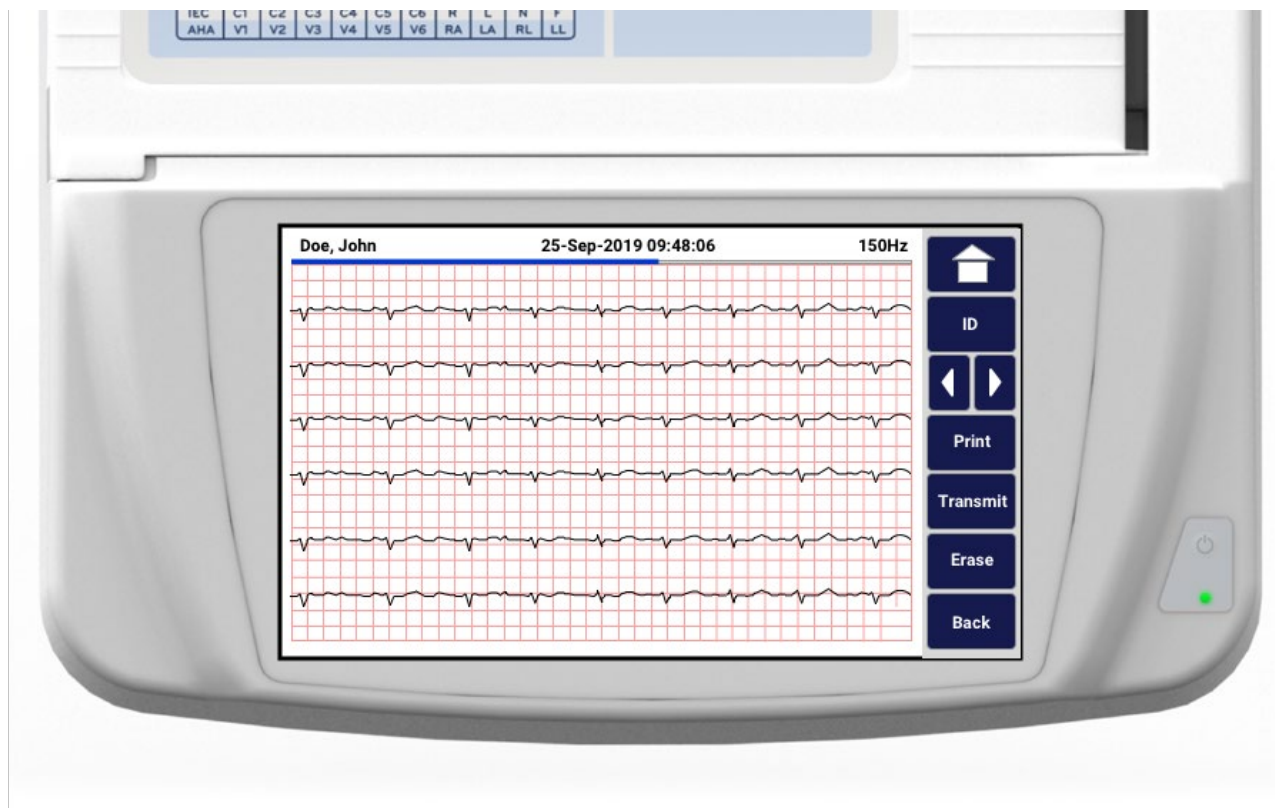 IEC C1 C2 C3 C4 C5 C6 R L N F
AHA V1 V2 V3 V4 V5 V6 RA LA RL LL
Doe, John 25-Sep-2019 09:48:06 150Hz
ID
Print
Transmit
Erase
Back